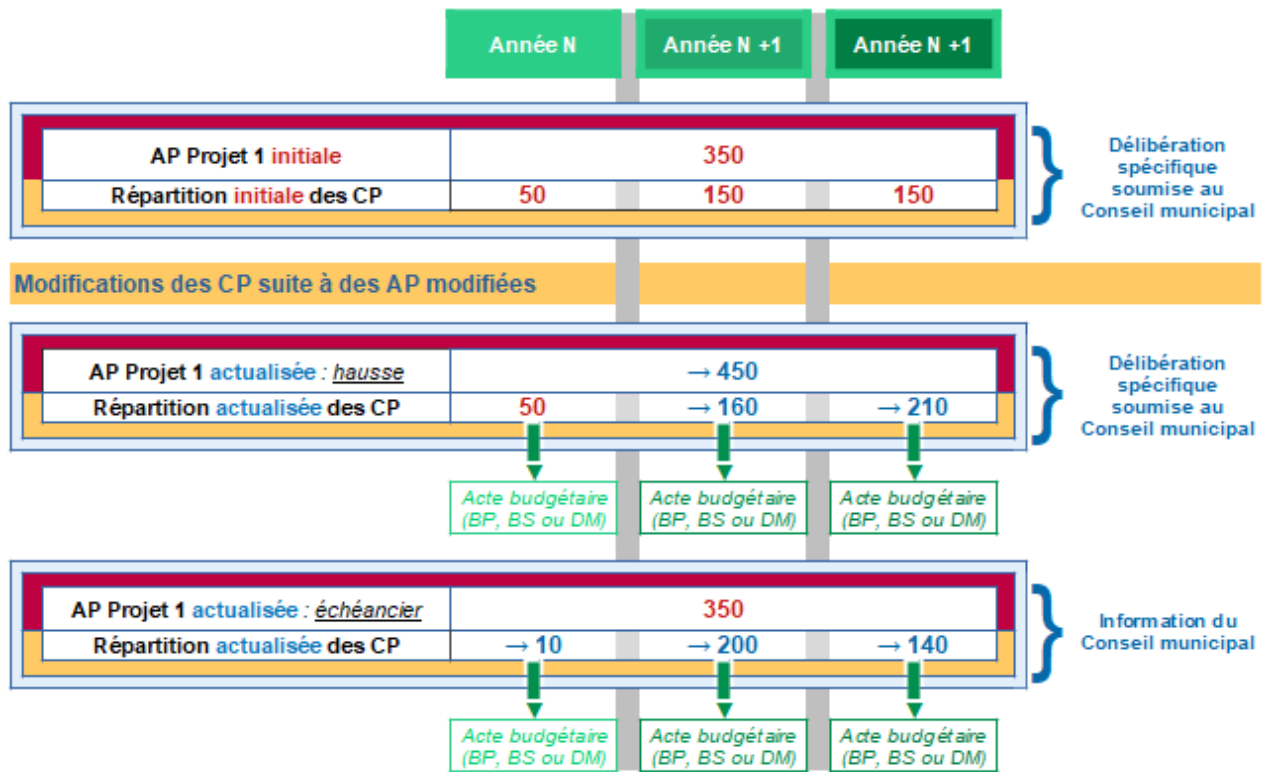 Année N
Année N +1
Année N +1
AP Projet 1 initiale
350
Répartition initiale des CP
50
150
150
Délibération
spécifique
soumise au
Conseil municipal
Modifications des CP suite à des AP modifiées
AP Projet 1 actualisée : hausse
→ 450
Répartition actualisée des CP
50
→ 160
→ 210
Délibération
spécifique
soumise au
Conseil municipal
Acte budgétaire
(BP, BS ou DM)
Acte budgétaire
(BP, BS ou DM)
Acte budgétaire
(BP, BS ou DM)
AP Projet 1 actualisée : échéancier
350
Répartition actualisée des CP
→ 10
→ 200
→ 140
Information du
Conseil municipal
Acte budgétaire
(BP, BS ou DM)
Acte budgétaire
(BP, BS ou DM)
Acte budgétaire
(BP, BS ou DM)